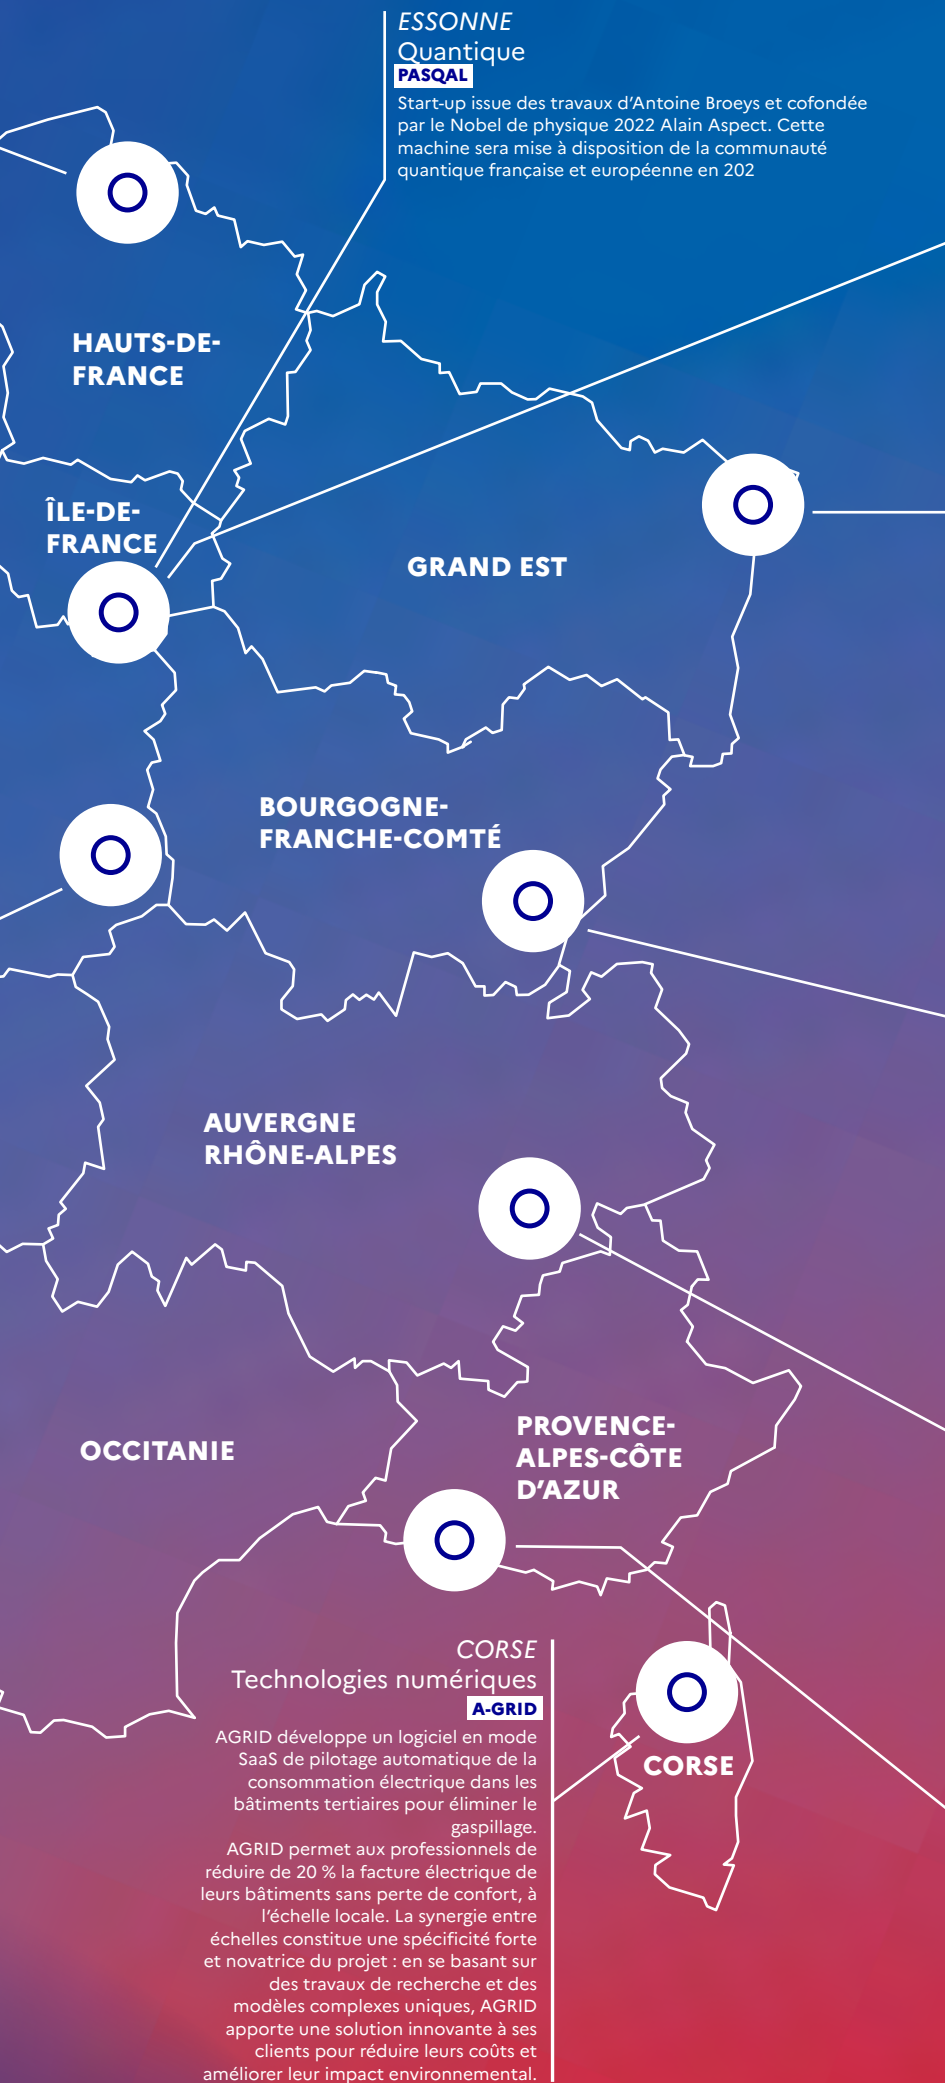 ESSONNE
Quantique
PASQAL
Start-up issue des travaux d’Antoine Broeys et cofondée
par le Nobel de physique 2022 Alain Aspect. Cette
machine sera mise à disposition de la communauté
quantique française et européenne en 202
HAUTS-DE-
FRANCE
ÎLE-DE-
FRANCE
GRAND EST
BOURGOGNE-
FRANCHE-COMTÉ
AUVERGNE
RHÔNE-ALPES
OCCITANIE
PROVENCE-
ALPES-CÔTE
D’AZUR
CORSE
Technologies numériques
A-GRID
AGRID développe un logiciel en mode
SaaS de pilotage automatique de la
consommation électrique dans les
bâtiments tertiaires pour éliminer le
gaspillage.
AGRID permet aux professionnels de
réduire de 20 % la facture électrique de
leurs bâtiments sans perte de confort, à
l’échelle locale. La synergie entre
échelles constitue une spécificité forte
et novatrice du projet : en se basant sur
des travaux de recherche et des
modèles complexes uniques, AGRID
apporte une solution innovante à ses
clients pour réduire leurs coûts et
améliorer leur impact environnemental.
CORSE